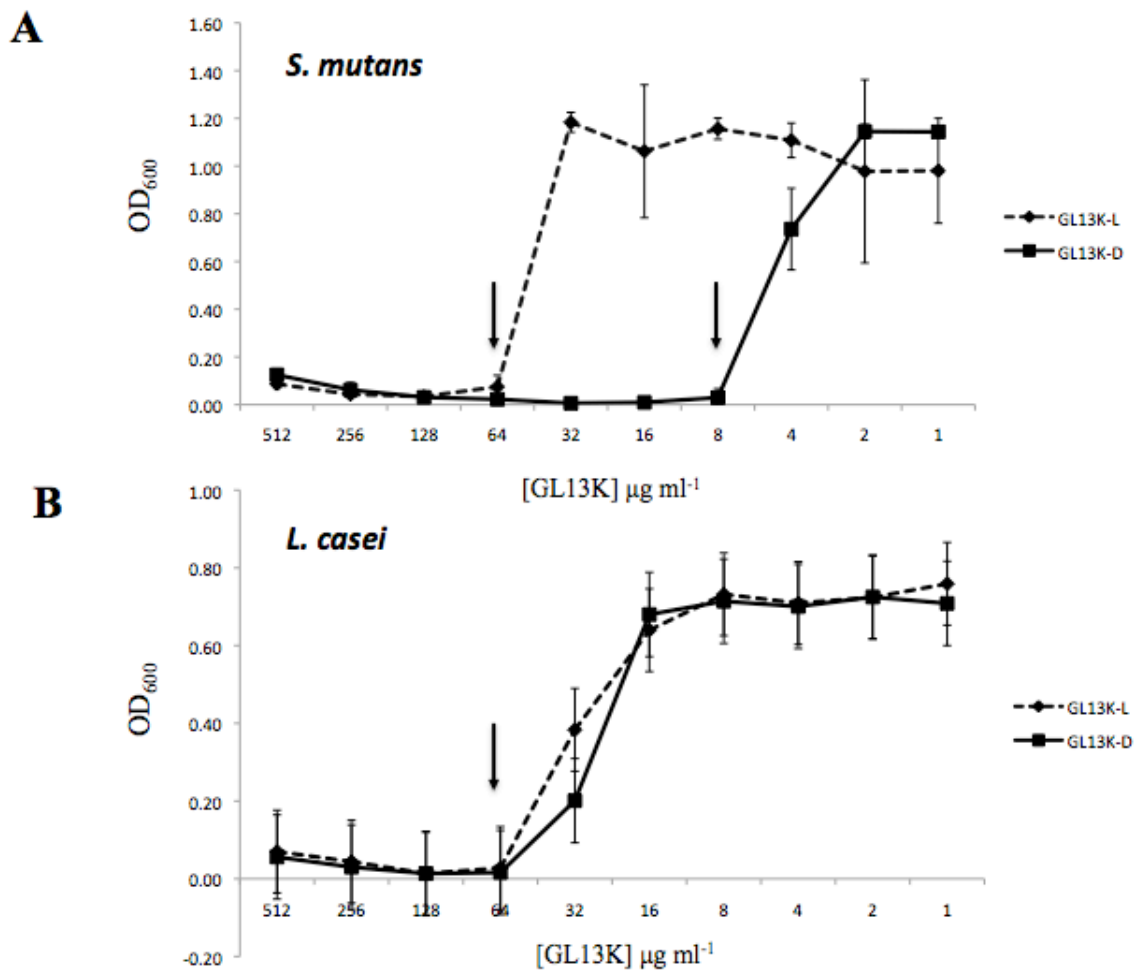 A
S. mutans
OD600
1.60
1.40
1.20
1.00
0.80
0.60
0.40
0.20
0.00
512 256 128 64 32 16 8 4 2 1
[GL13K] μg ml-1
GL13K-L
GL13K-D
B
L. casei
OD600
1.00
0.80
0.60
0.40
0.20
0.00
-0.20
512 256 128 64 32 16 8 4 2 1
[GL13K] μg ml-1
GL13K-L
GL13K-D